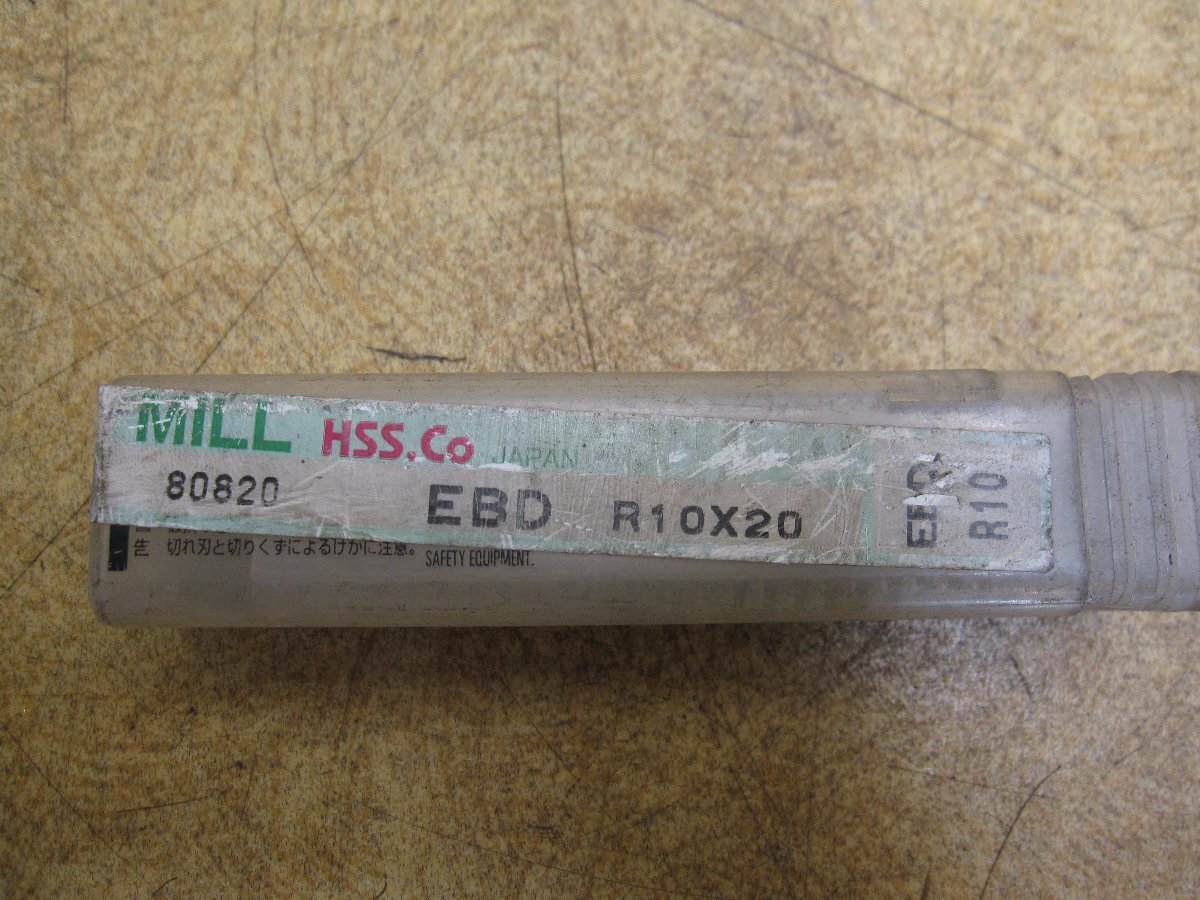 MILL HSS.Co JAPAN
80820 EBD R10X20
EBD
R10
告 切れ刃と切りくずによるけがに注意。
SAFETY EQUIPMENT.